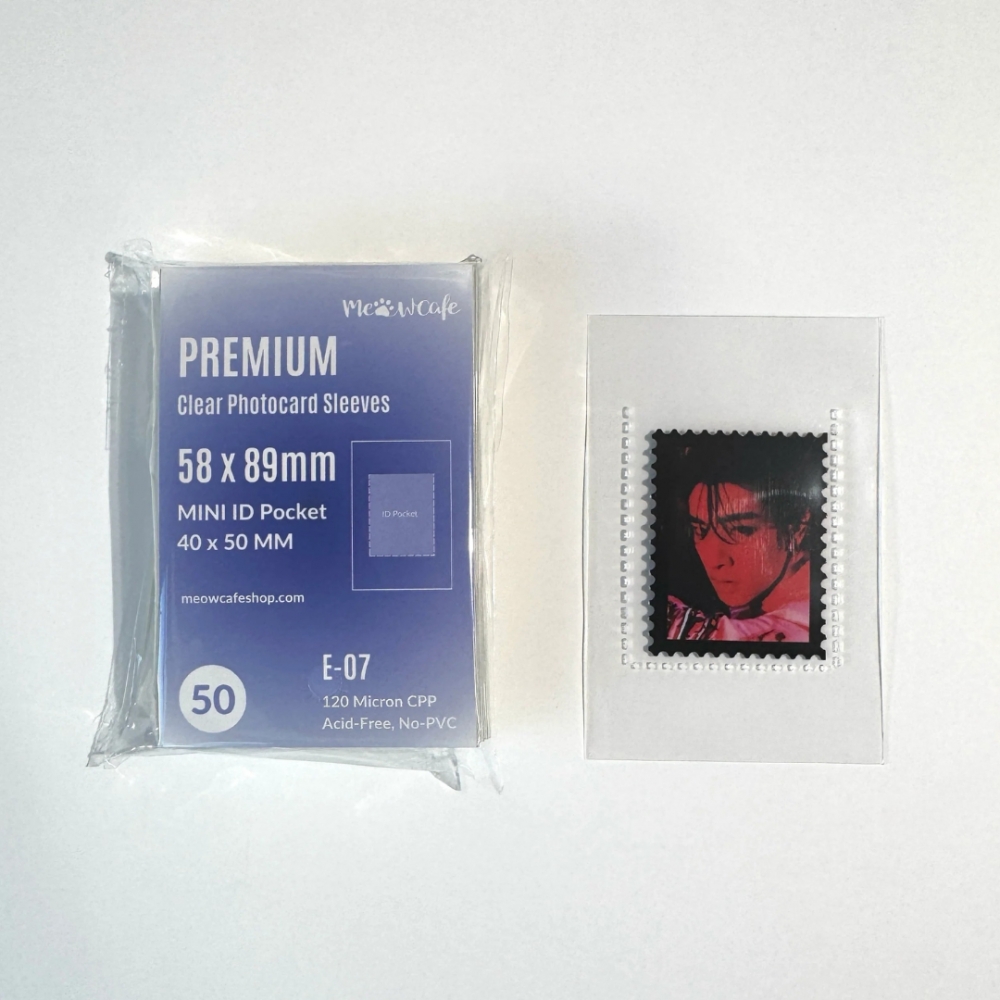 MeowCafe
PREMIUM
Clear Photocard Sleeves
58 x 89mm
MINI ID Pocket
40 x 50 MM
ID Pocket
meowcafeshop.com
50
E-07
120 Micron CPP
Acid-Free, No-PVC